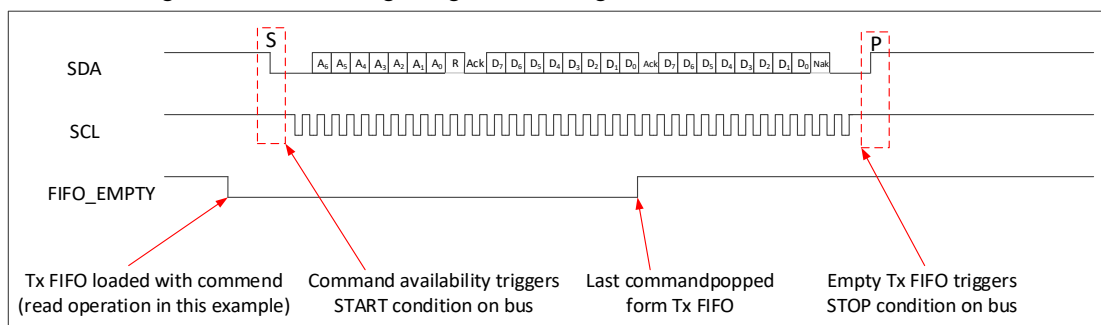 S
P
SDA
A6 A5 A4 A3 A2 A1 A0 R Ack D7 D6 D5 D4 D3 D2 D1 D0 Ack D7 D6 D5 D4 D3 D2 D1 D0 Nak
SCL
FIFO_EMPTY
Tx FIFO loaded with commend
(read operation in this example)
Command availability triggers
START condition on bus
Last commandpopped
form Tx FIFO
Empty Tx FIFO triggers
STOP condition on bus